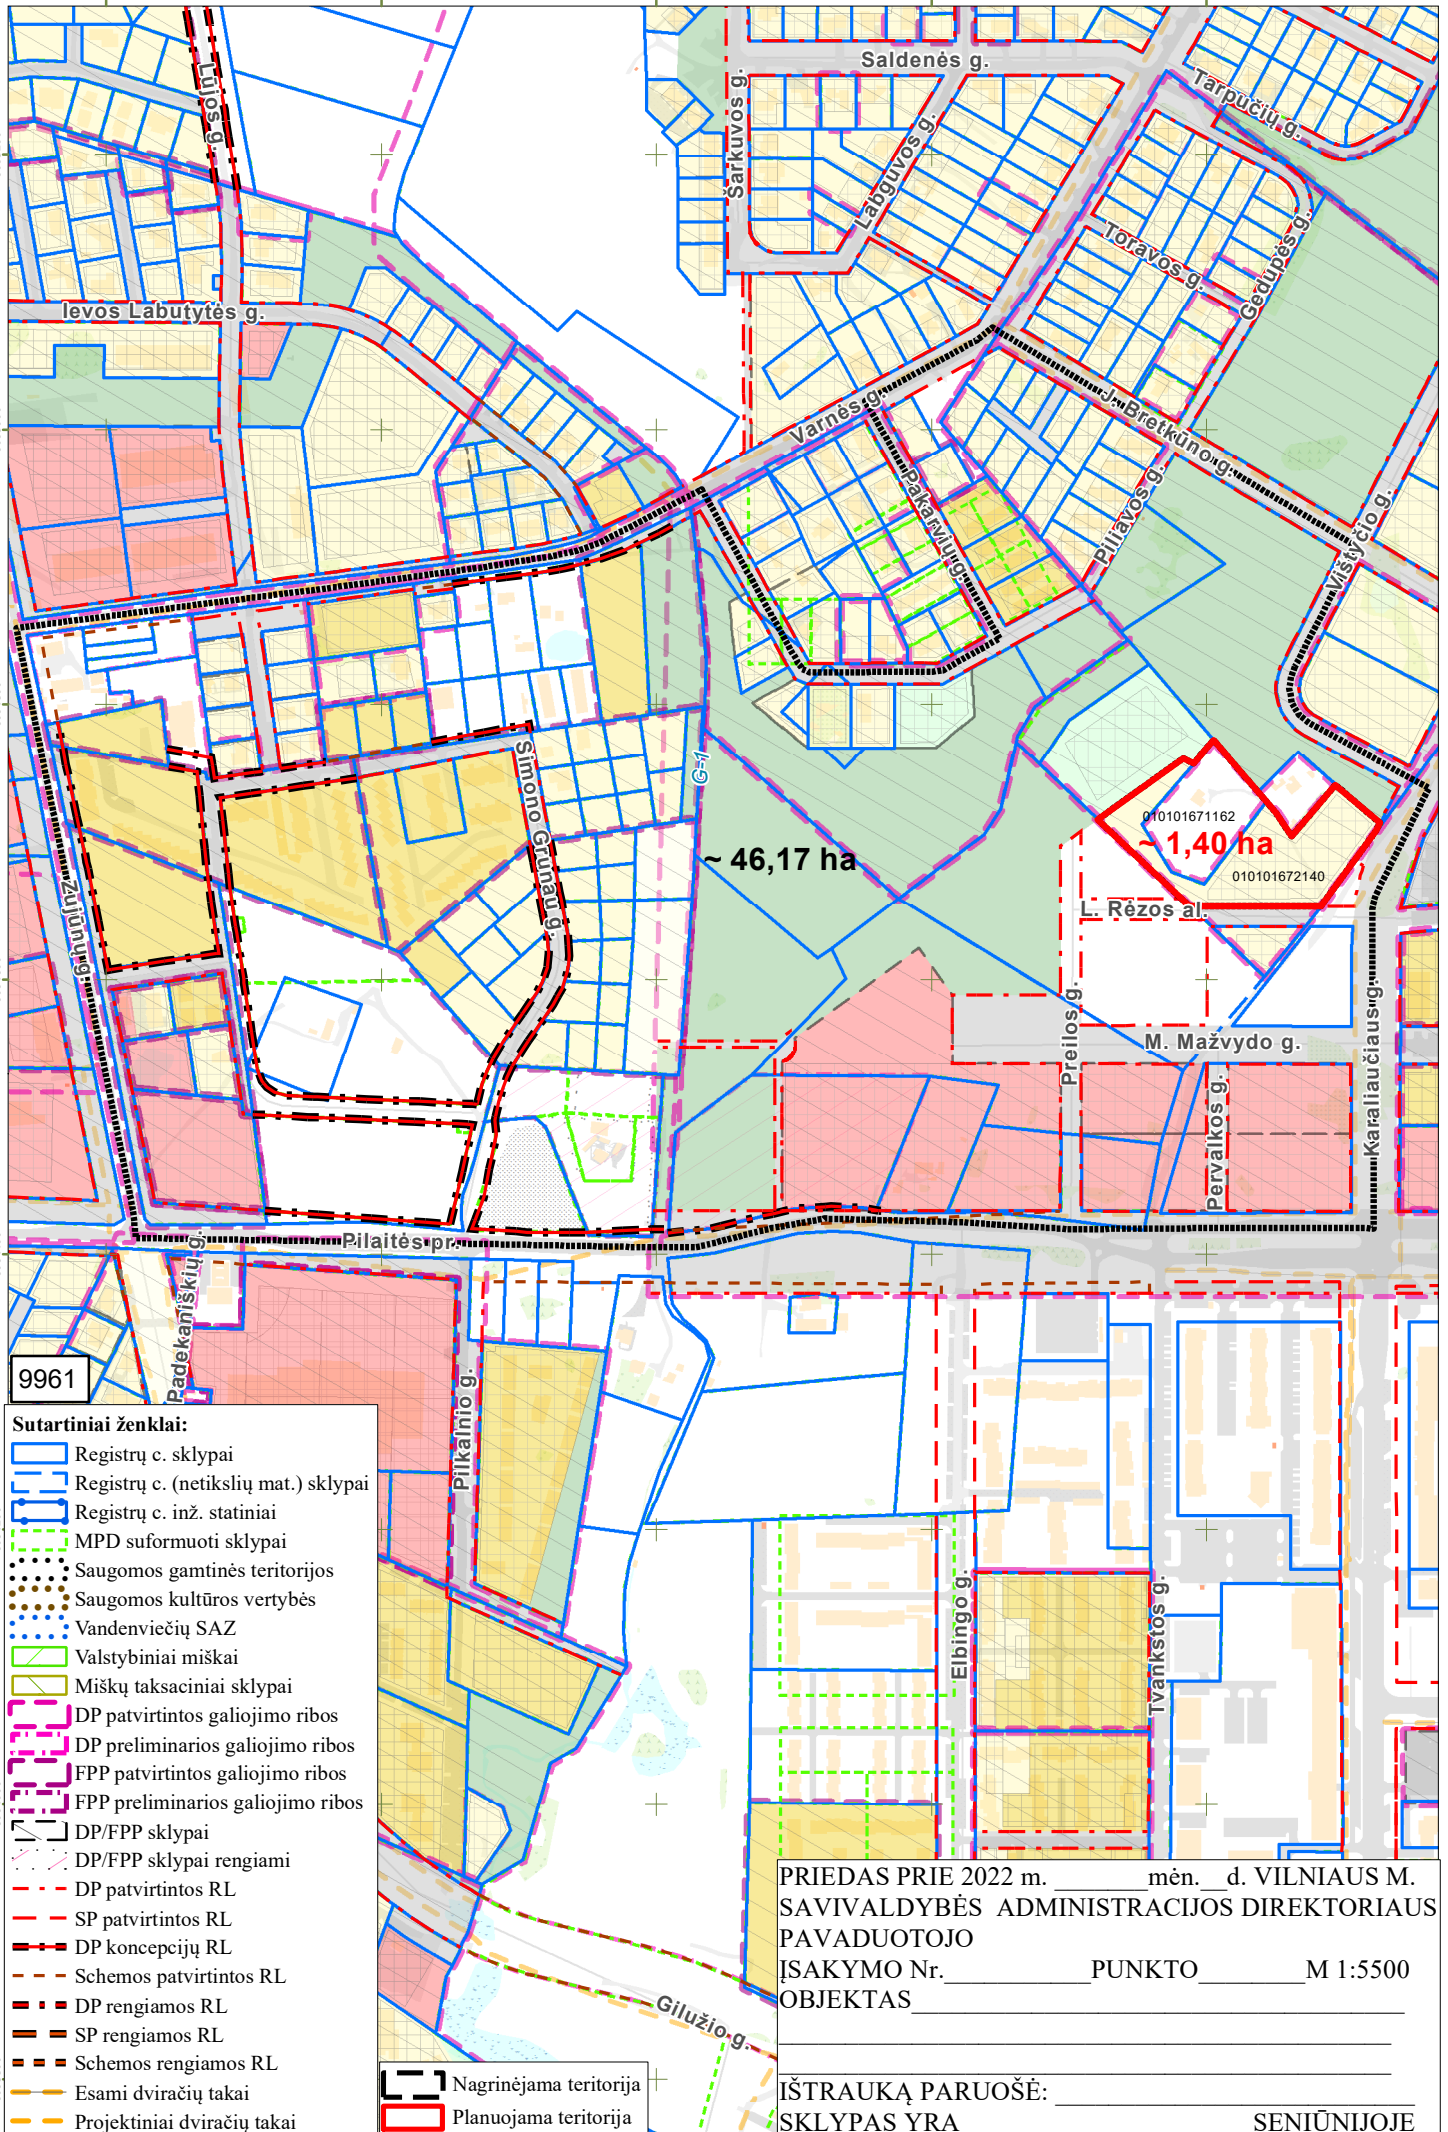 Lūjos g.
Saldenės g.
Tarpučių g.
Šarkuvos g.
Labguvos g.
Toravos g.
Gedupės g.
Ievos Labutytės g.
Varnės g.
J. Bretkūno g.
Pakarvių g.
Piliavos g.
Vištyčio g.
Simono Grunau g.
G-1
010101671162
~ 1,40 ha
~ 46,17 ha
010101672140
L. Rėzos al.
Zujūnų g.
Preilos g.
M. Mažvydo g.
Pervalkos g.
Karaliaučiaus g.
Pilaitės pr.
Padekaniškių g.
9961
Pilkalnio g.
Elbingo g.
Tvankstos g.
Gilužio g.
Sutartiniai ženklai:
Registrų c. sklypai
Registrų c. (netikslių mat.) sklypai
Registrų c. inž. statiniai
MPD suformuoti sklypai
Saugomos gamtinės teritorijos
Saugomos kultūros vertybės
Vandenviečių SAZ
Valstybiniai miškai
Miškų taksaciniai sklypai
DP patvirtintos galiojimo ribos
DP preliminarios galiojimo ribos
FPP patvirtintos galiojimo ribos
FPP preliminarios galiojimo ribos
DP/FPP sklypai
DP/FPP sklypai rengiami
DP patvirtintos RL
SP patvirtintos RL
DP koncepcijų RL
Schemos patvirtintos RL
DP rengiamos RL
SP rengiamos RL
Schemos rengiamos RL
Esami dviračių takai
Projektiniai dviračių takai
Nagrinėjama teritorija
Planuojama teritorija
PRIEDAS PRIE 2022 m. _______mėn.__d. VILNIAUS M.
SAVIVALDYBĖS ADMINISTRACIJOS DIREKTORIAUS
PAVADUOTOJO
ĮSAKYMO Nr.___________PUNKTO________M 1:5500
OBJEKTAS_____________________________________
IŠTRAUKĄ PARUOŠĖ: ___________________________
SKLYPAS YRA SENIŪNIJOJE